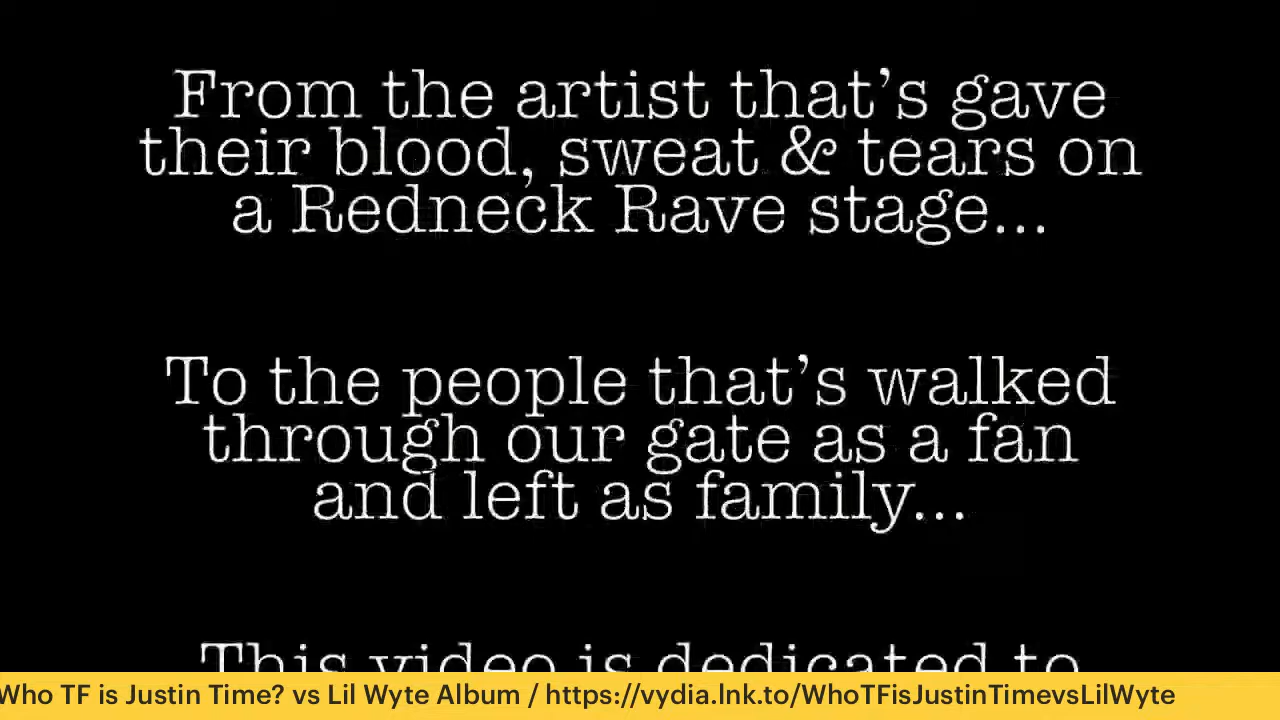 From the artist that's gave
their blood, sweat & tears on
a Redneck Rave stage...
To the people that's walked
through our gate as a fan
and left as family...
This video is dedicated to
Who TF is Justin Time? vs Lil Wyte Album / https://vydia.lnk.to/WhoTFisJustinTimevsLilWyte